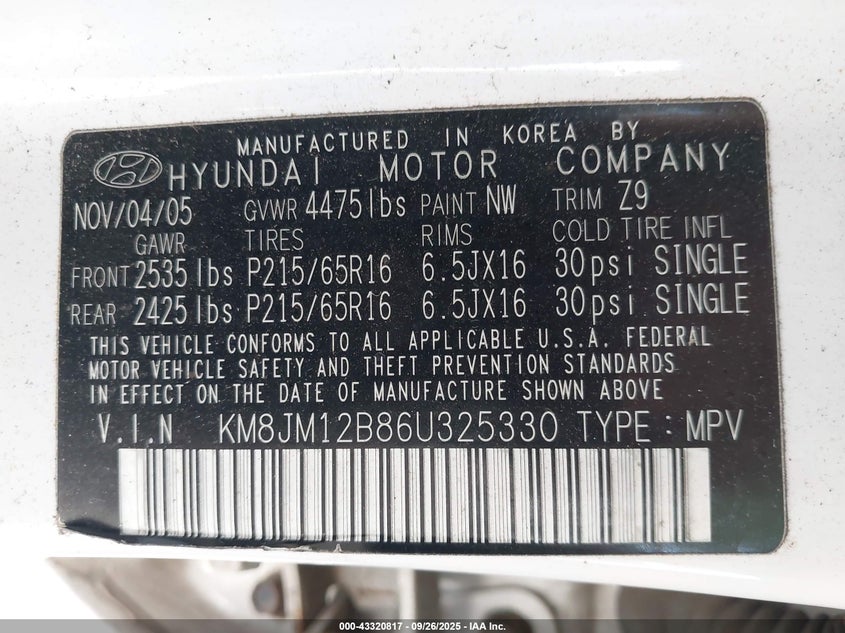 MANUFACTURED IN KOREA BY
HYUNDAI MOTOR COMPANY
NOV/04/05 GVWR 4475lbs PAINT NW TRIM Z9
GAWR TIRES RIMS COLD TIRE INFL
FRONT 2535lbs P215/65R16 6.5JX16 30psi SINGLE
REAR 2425lbs P215/65R16 6.5JX16 30psi SINGLE
THIS VEHICLE CONFORMS TO ALL APPLICABLE U.S.A. FEDERAL
MOTOR VEHICLE SAFETY AND THEFT PREVENTION STANDARDS
IN EFFECT ON THE DATE OF MANUFACTURE SHOWN ABOVE
V.I.N KM8JM12B86U325330 TYPE : MPV
000-43320817 - 09/26/2025 - IAA Inc.